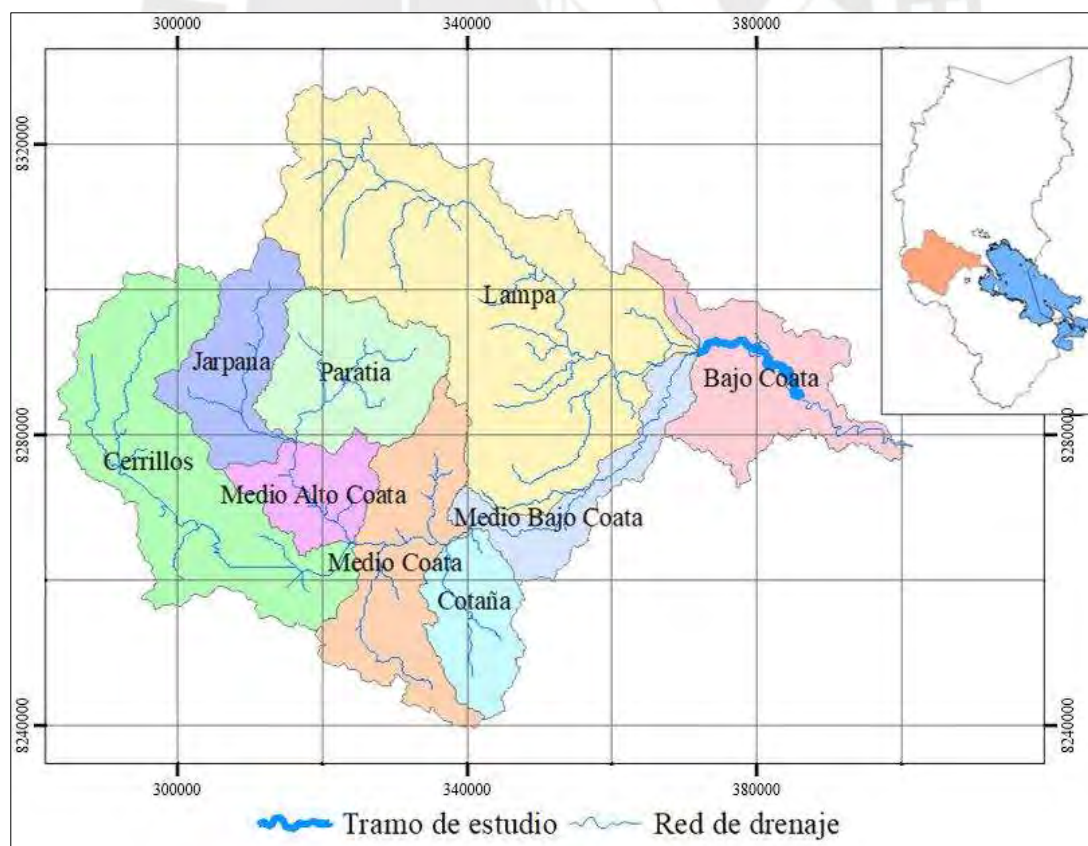 300000 340000 380000
8320000
Lampa
Jarpana
Paratia
Bajo Coata
8280000 8280000
Cerrillos
Medio Alto Coata
Medio Bajo Coata
Medio Coata
Cotaña
8240000 8240000
300000 340000 380000
Tramo de estudio Red de drenaje